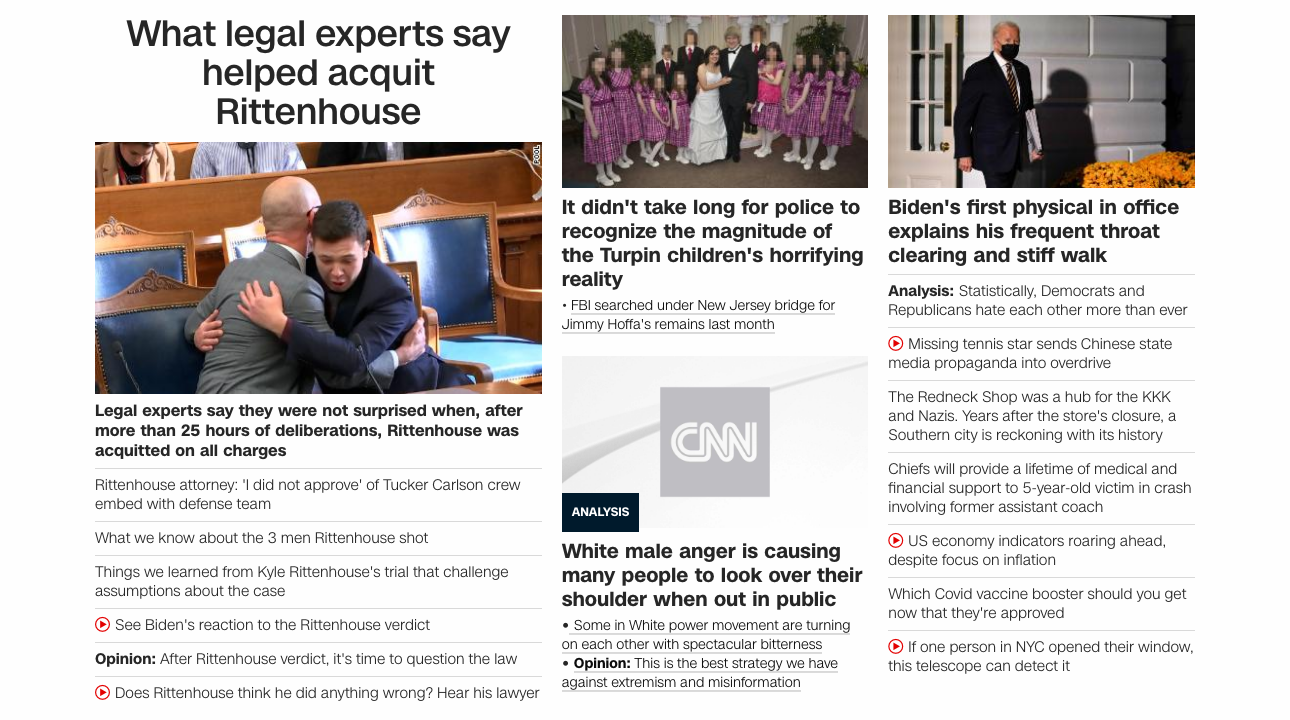 What legal experts say
helped acquit
Rittenhouse
POOL
Legal experts say they were not surprised when, after
more than 25 hours of deliberations, Rittenhouse was
acquitted on all charges
Rittenhouse attorney: 'I did not approve' of Tucker Carlson crew
embed with defense team
What we know about the 3 men Rittenhouse shot
Things we learned from Kyle Rittenhouse's trial that challenge
assumptions about the case
See Biden's reaction to the Rittenhouse verdict
Opinion: After Rittenhouse verdict, it's time to question the law
Does Rittenhouse think he did anything wrong? Hear his lawyer
It didn't take long for police to
recognize the magnitude of
the Turpin children's horrifying
reality
• FBI searched under New Jersey bridge for
Jimmy Hoffa's remains last month
CNN
ANALYSIS
White male anger is causing
many people to look over their
shoulder when out in public
• Some in White power movement are turning
on each other with spectacular bitterness
• Opinion: This is the best strategy we have
against extremism and misinformation
Biden's first physical in office
explains his frequent throat
clearing and stiff walk
Analysis: Statistically, Democrats and
Republicans hate each other more than ever
Missing tennis star sends Chinese state
media propaganda into overdrive
The Redneck Shop was a hub for the KKK
and Nazis. Years after the store's closure, a
Southern city is reckoning with its history
Chiefs will provide a lifetime of medical and
financial support to 5-year-old victim in crash
involving former assistant coach
US economy indicators roaring ahead,
despite focus on inflation
Which Covid vaccine booster should you get
now that they're approved
If one person in NYC opened their window,
this telescope can detect it